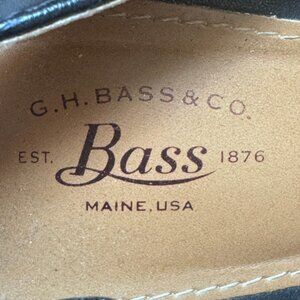 G.H.BASS & CO.
EST. Bass 1876
MAINE, USA